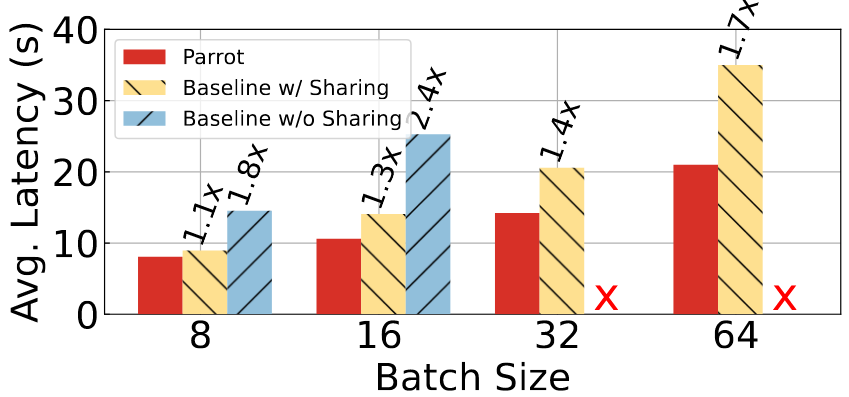 Avg. Latency (s)
40
30
20
10
0
Parrot
Baseline w/ Sharing
Baseline w/o Sharing
1.1x
1.8x
1.3x
2.4x
1.4x
x
1.7x
x
8
16
32
64
Batch Size